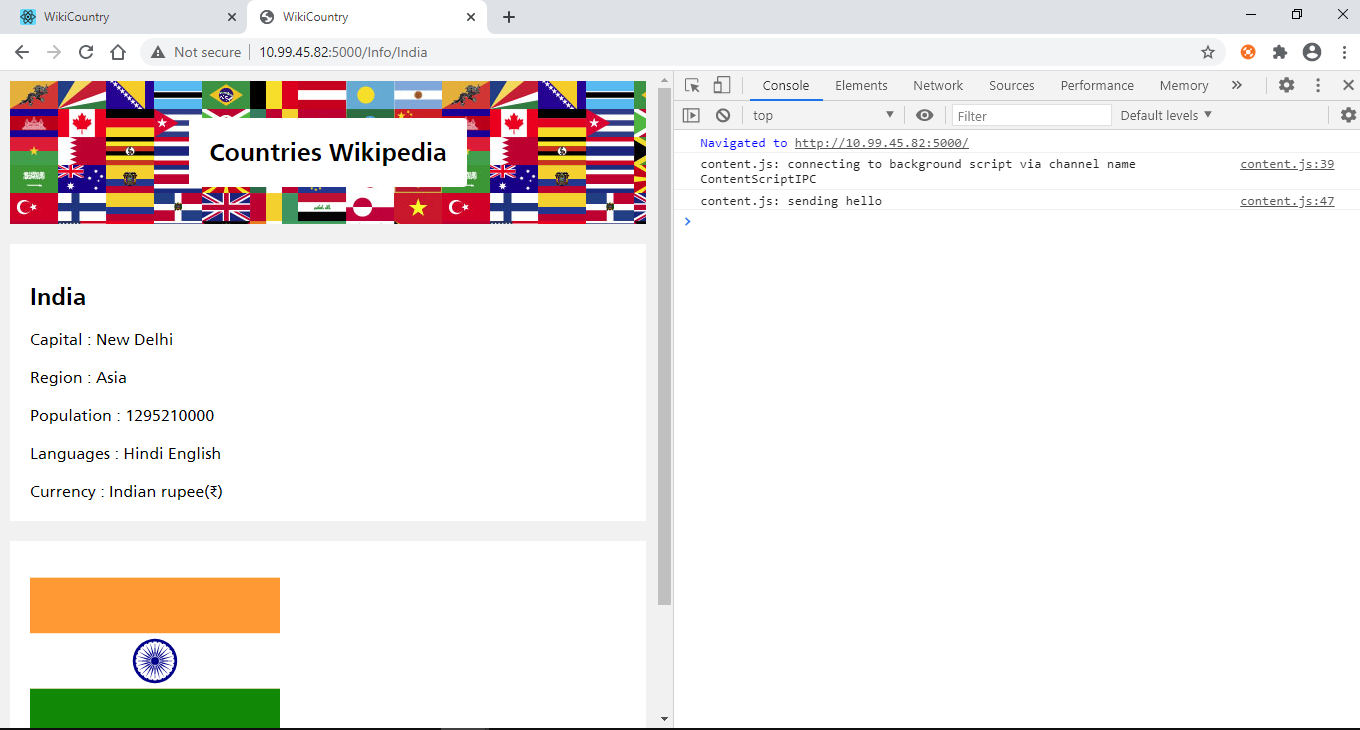 WikiCountry
WikiCountry
Not secure 10.99.45.82:5000/Info/India
Countries Wikipedia
India
Capital : New Delhi
Region : Asia
Population : 1295210000
Languages : Hindi English
Currency : Indian rupee(₹)
Console Elements Network Sources Performance Memory
top Filter Default levels
Navigated to http://10.99.45.82:5000/
content.js: connecting to background script via channel name content.js:39
ContentScriptIPC
content.js: sending hello content.js:47